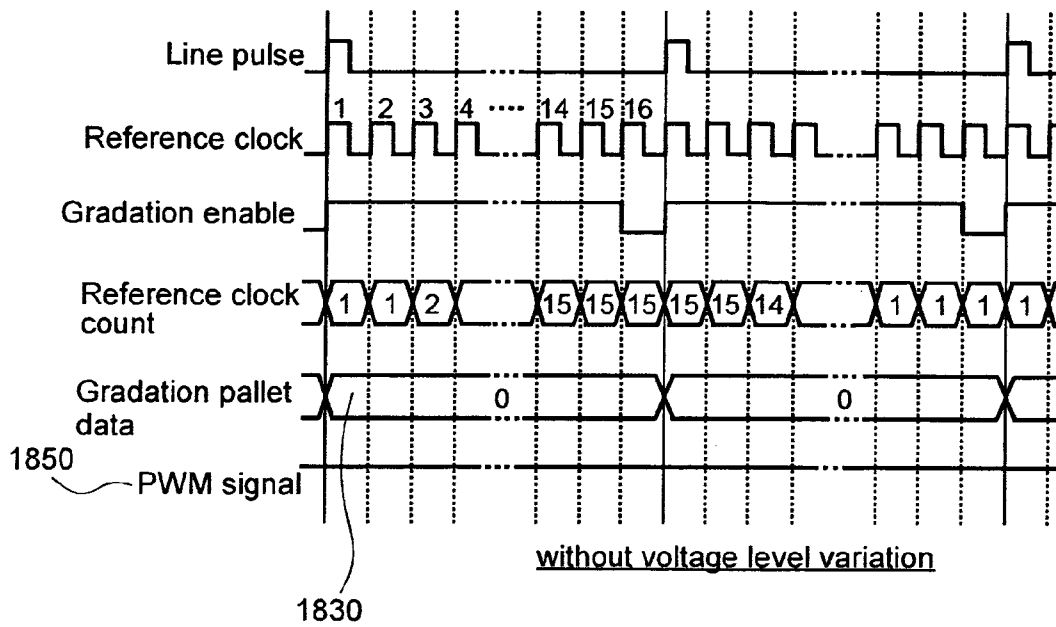 Line pulse
1 2 3 4 ···· 14 15 16
Reference clock
Gradation enable
Reference clock count
1 1 2 15 15 15 15 15 14 1 1 1 1
Gradation pallet data
0 0
1850
PWM signal
without voltage level variation
1830